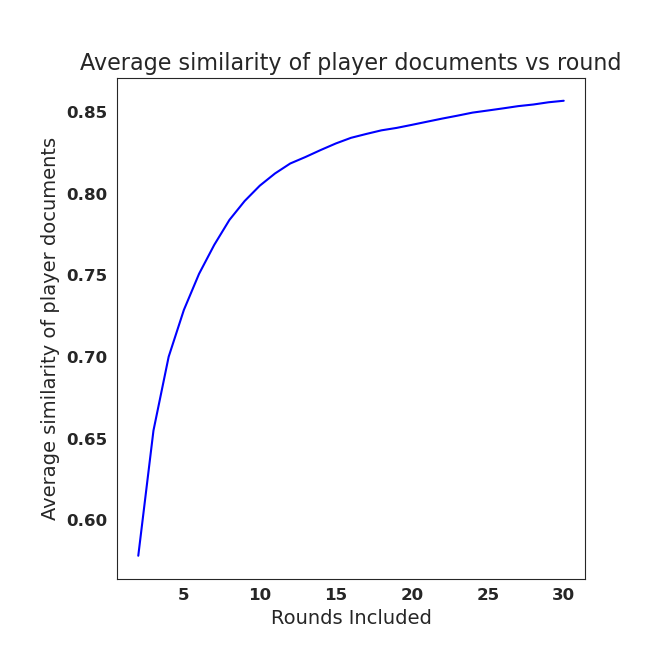 Average similarity of player documents vs round
Average similarity of player documents
0.85
0.80
0.75
0.70
0.65
0.60
5 10 15 20 25 30
Rounds Included